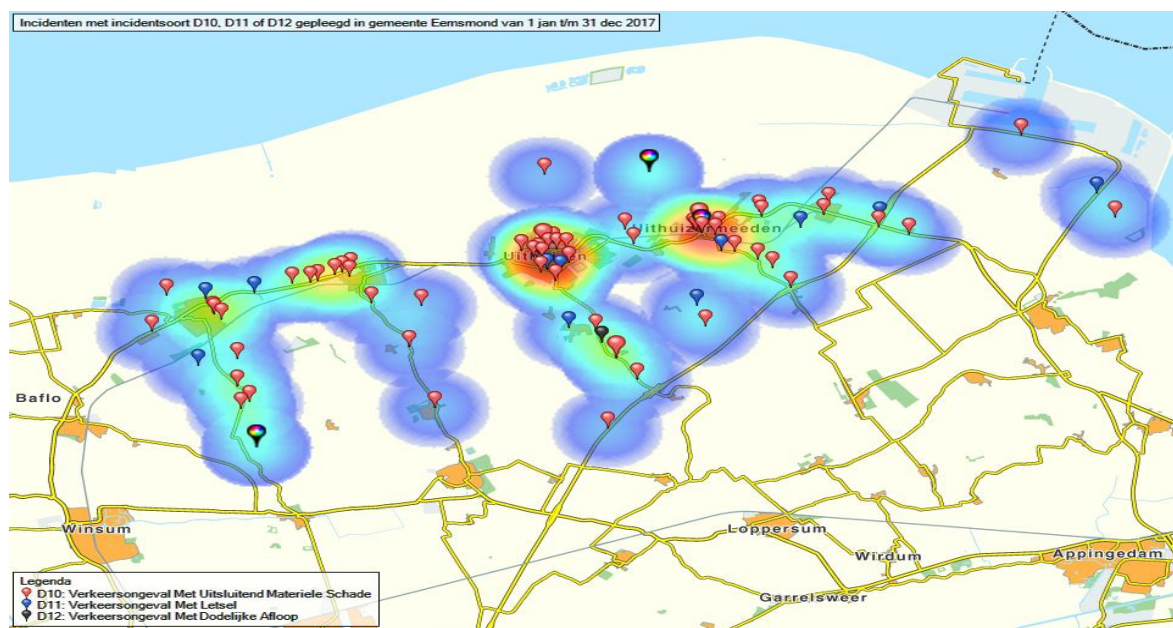 Incidenten met incidentsoort D10, D11 of D12 gepleegd in gemeente Eemsmond van 1 jan t/m 31 dec 2017
Uithuizermeeden
Baflo
Winsum
Loppersum
Wirdum
Appingedam
Garrelsweer
Legenda
D10: Verkeersongeval Met Uitsluitend Materiele Schade
D11: Verkeersongeval Met Letsel
D12: Verkeersongeval Met Dodelijke Afloop